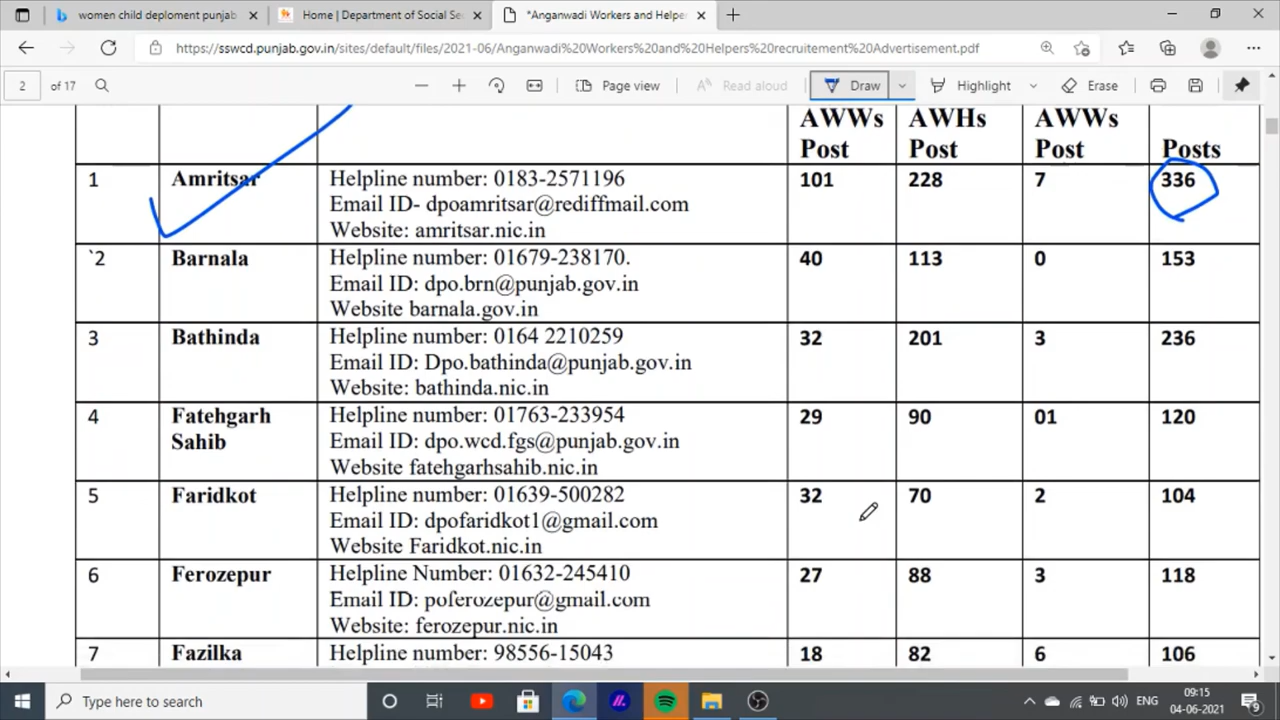 women child deploment punjab
Home | Department of Social Se
*Anganwadi Workers and Helpe
https://sswcd.punjab.gov.in/sites/default/files/2021-06/Anganwadi%20Workers%20and%20Helpers%20recruitement%20Advertisement.pdf
2 of 17 Page view Read aloud Draw Highlight Erase
AWWs Post AWHs Post AWWs Post Posts
1 Amritsar Helpline number: 0183-2571196 101 228 7 336
Email ID- dpoamritsar@rediffmail.com
Website: amritsar.nic.in
`2 Barnala Helpline number: 01679-238170. 40 113 0 153
Email ID: dpo.brn@punjab.gov.in
Website barnala.gov.in
3 Bathinda Helpline number: 0164 2210259 32 201 3 236
Email ID: Dpo.bathinda@punjab.gov.in
Website: bathinda.nic.in
4 Fatehgarh Helpline number: 01763-233954 29 90 01 120
Sahib Email ID: dpo.wcd.fgs@punjab.gov.in
Website fatehgarhsahib.nic.in
5 Faridkot Helpline number: 01639-500282 32 70 2 104
Email ID: dpofaridkot1@gmail.com
Website Faridkot.nic.in
6 Ferozepur Helpline Number: 01632-245410 27 88 3 118
Email ID: poferozepur@gmail.com
Website: ferozepur.nic.in
7 Fazilka Helpline number: 98556-15043 18 82 6 106
Type here to search
ENG
09:15
04-06-2021
9